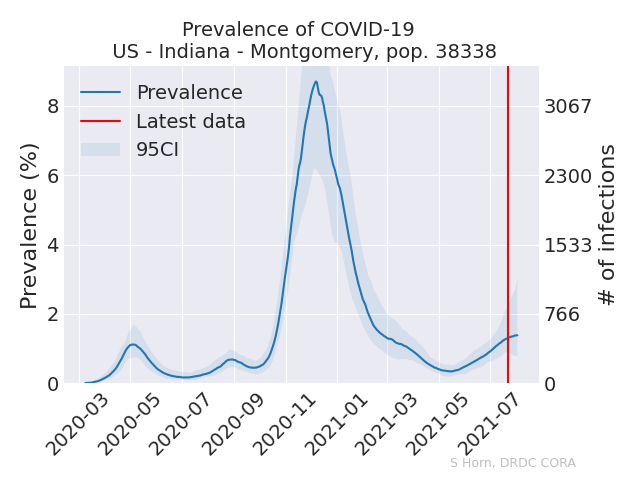 Prevalence of COVID-19
US - Indiana - Montgomery, pop. 38338
Prevalence
Latest data
95CI
Prevalence (%)
8
6
4
2
0
3067
2300
1533
766
0
# of infections
2020-03
2020-05
2020-07
2020-09
2020-11
2021-01
2021-03
2021-05
2021-07
S Horn, DRDC CORA